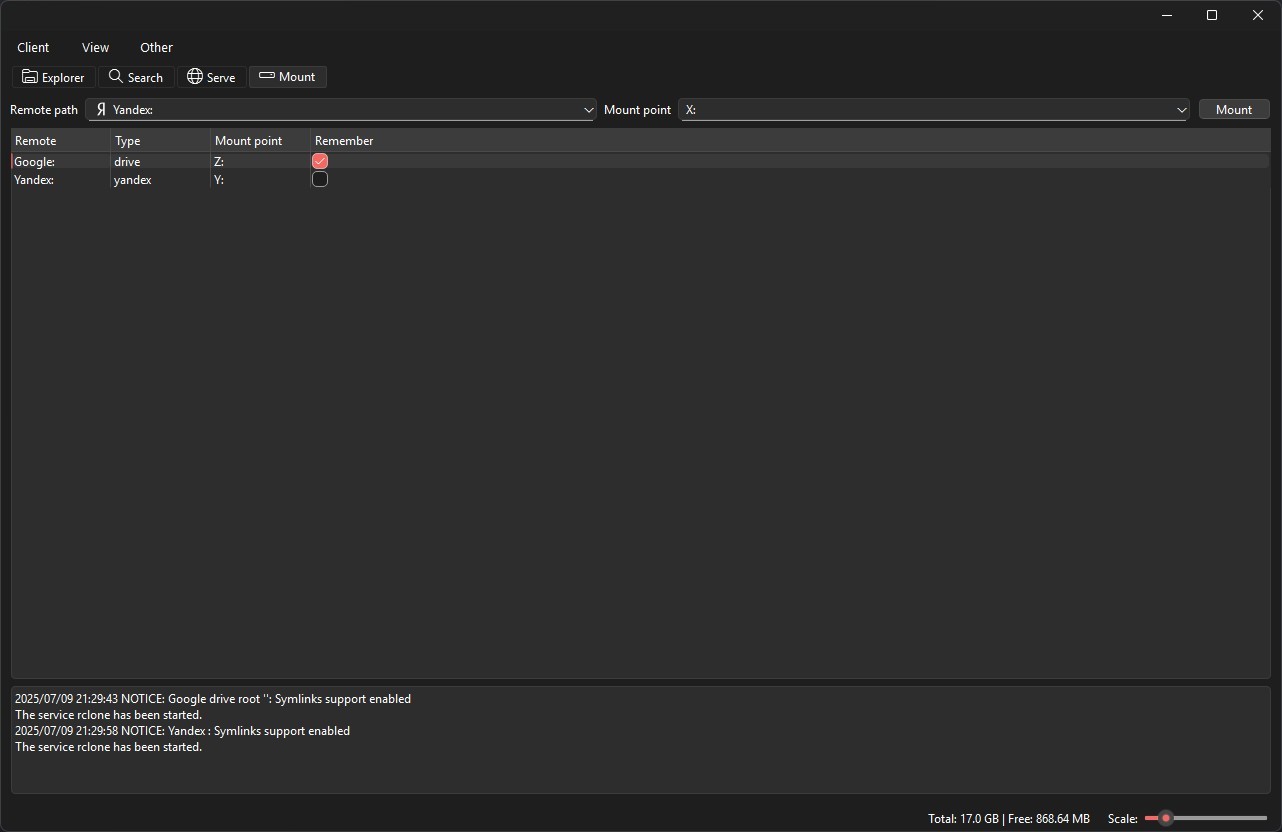 Client View Other
Explorer Search Serve Mount
Remote path Я Yandex: Mount point X: Mount
Remote Type Mount point Remember
Google: drive Z:
Yandex: yandex Y:
2025/07/09 21:29:43 NOTICE: Google drive root '': Symlinks support enabled
The service rclone has been started.
2025/07/09 21:29:58 NOTICE: Yandex : Symlinks support enabled
The service rclone has been started.
Total: 17.0 GB | Free: 868.64 MB Scale: